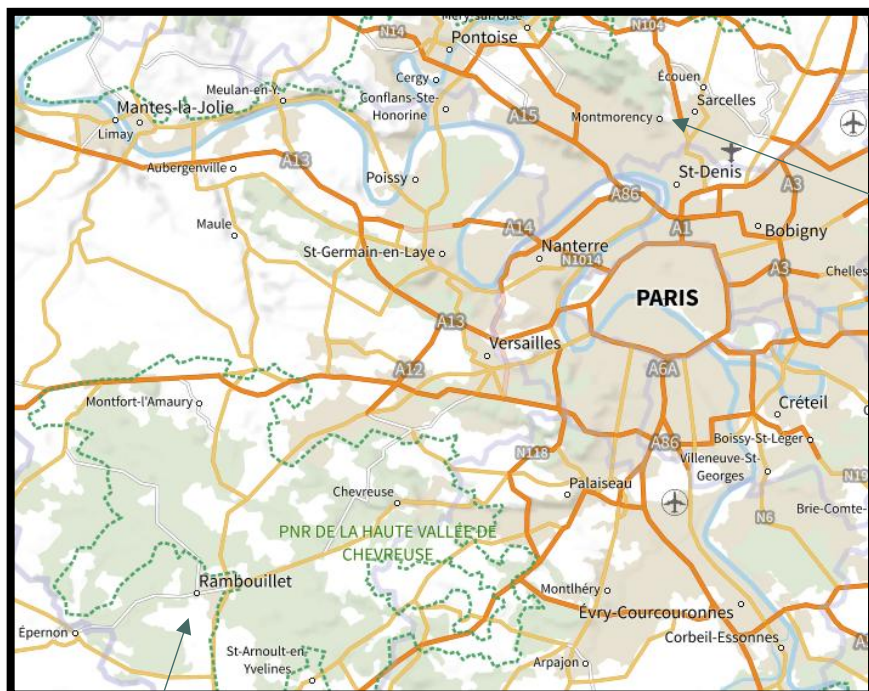 Méry-sur-Oise
N14
Pontoise
N104
Cergy
Écouen
Meulan-en-Y.
Conflans-Ste-
Honorine
Sarcelles
Mantes-la-Jolie
A15
Montmorency
Limay
A13
St-Denis
Aubergenville
Poissy
A3
A86
Maule
A14
A1
Bobigny
St-Germain-en-Laye
Nanterre
N1014
A3
Chelles
PARIS
A13
Versailles
A12
A6A
Montfort-l'Amaury
Créteil
A86
Boissy-St-Leger
N118
Villeneuve-St-
Georges
N19
Palaiseau
Chevreuse
Brie-Comte-
N6
PNR DE LA HAUTE VALLÉE DE
CHEVREUSE
Rambouillet
Montlhéry
Évry-Courcouronnes
Épernon
Corbeil-Essonnes
St-Arnoult-en
Yvelines
Arpajon